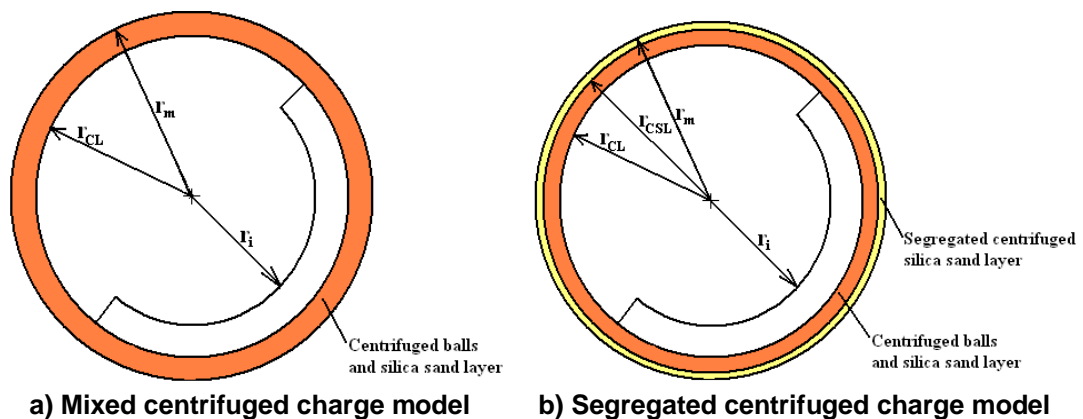 r_m
r_CL
r_i
Centrifuged balls
and silica sand layer
a) Mixed centrifuged charge model
r_m
r_CSL
r_CL
r_i
Segregated centrifuged
silica sand layer
Centrifuged balls
and silica sand layer
b) Segregated centrifuged charge model